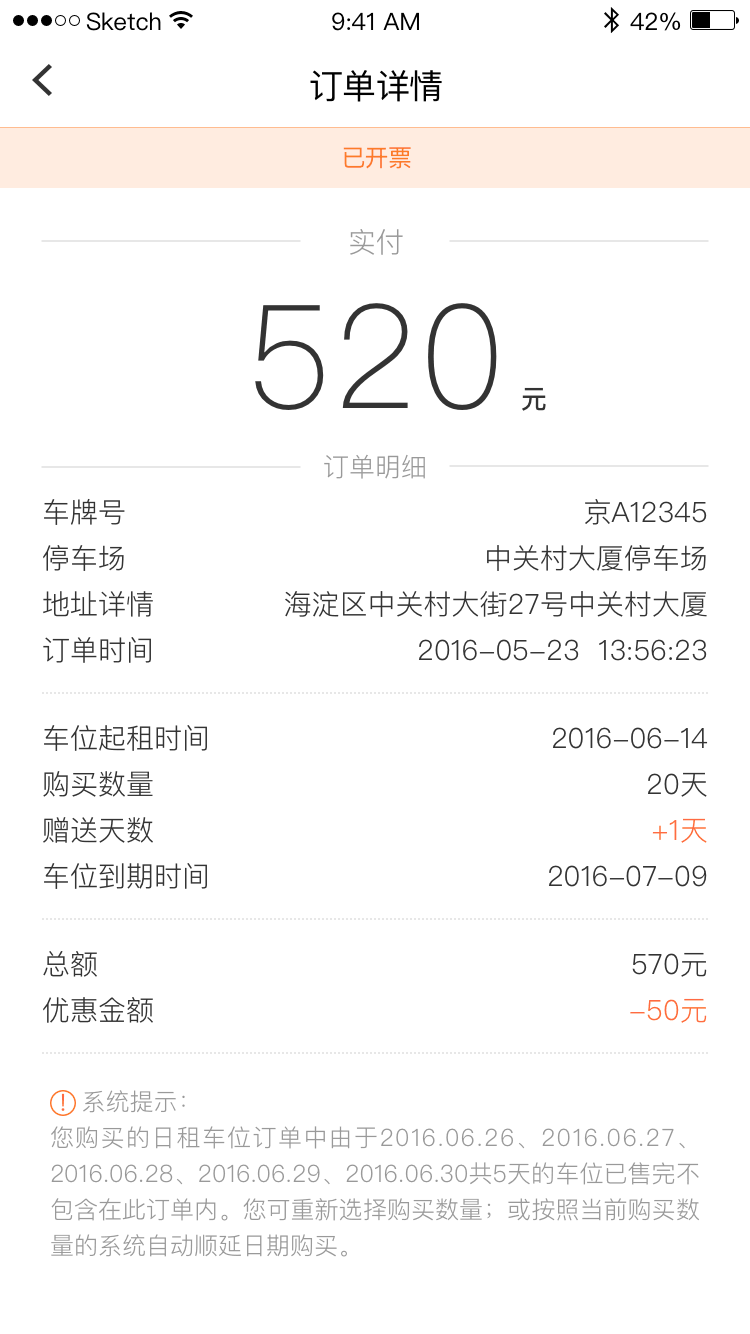 Sketch 9:41 AM 42%
订单详情
已开票
实付
520 元
订单明细
车牌号 京A12345
停车场 中关村大厦停车场
地址详情 海淀区中关村大街27号中关村大厦
订单时间 2016-05-23 13:56:23
车位起租时间 2016-06-14
购买数量 20天
赠送天数 +1天
车位到期时间 2016-07-09
总额 570元
优惠金额 -50元
系统提示：
您购买的日租车位订单中由于2016.06.26、2016.06.27、
2016.06.28、2016.06.29、2016.06.30共5天的车位已售完不
包含在此订单内。您可重新选择购买数量；或按照当前购买数
量的系统自动顺延日期购买。